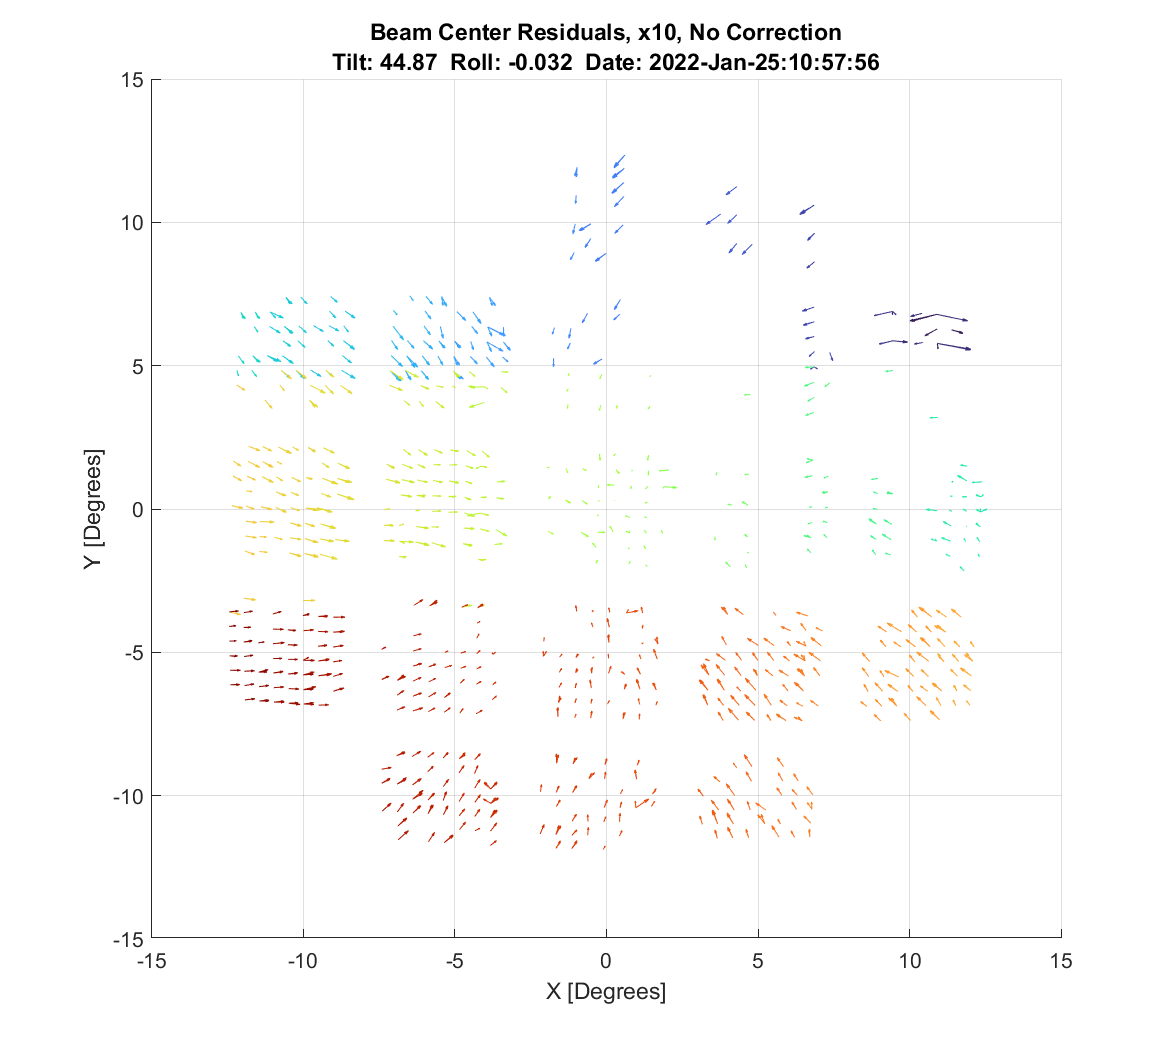 Beam Center Residuals, x10, No Correction
Tilt: 44.87 Roll: -0.032 Date: 2022-Jan-25:10:57:56
15
10
5
0
-5
-10
-15
Y [Degrees]
-15 -10 -5 0 5 10 15
X [Degrees]